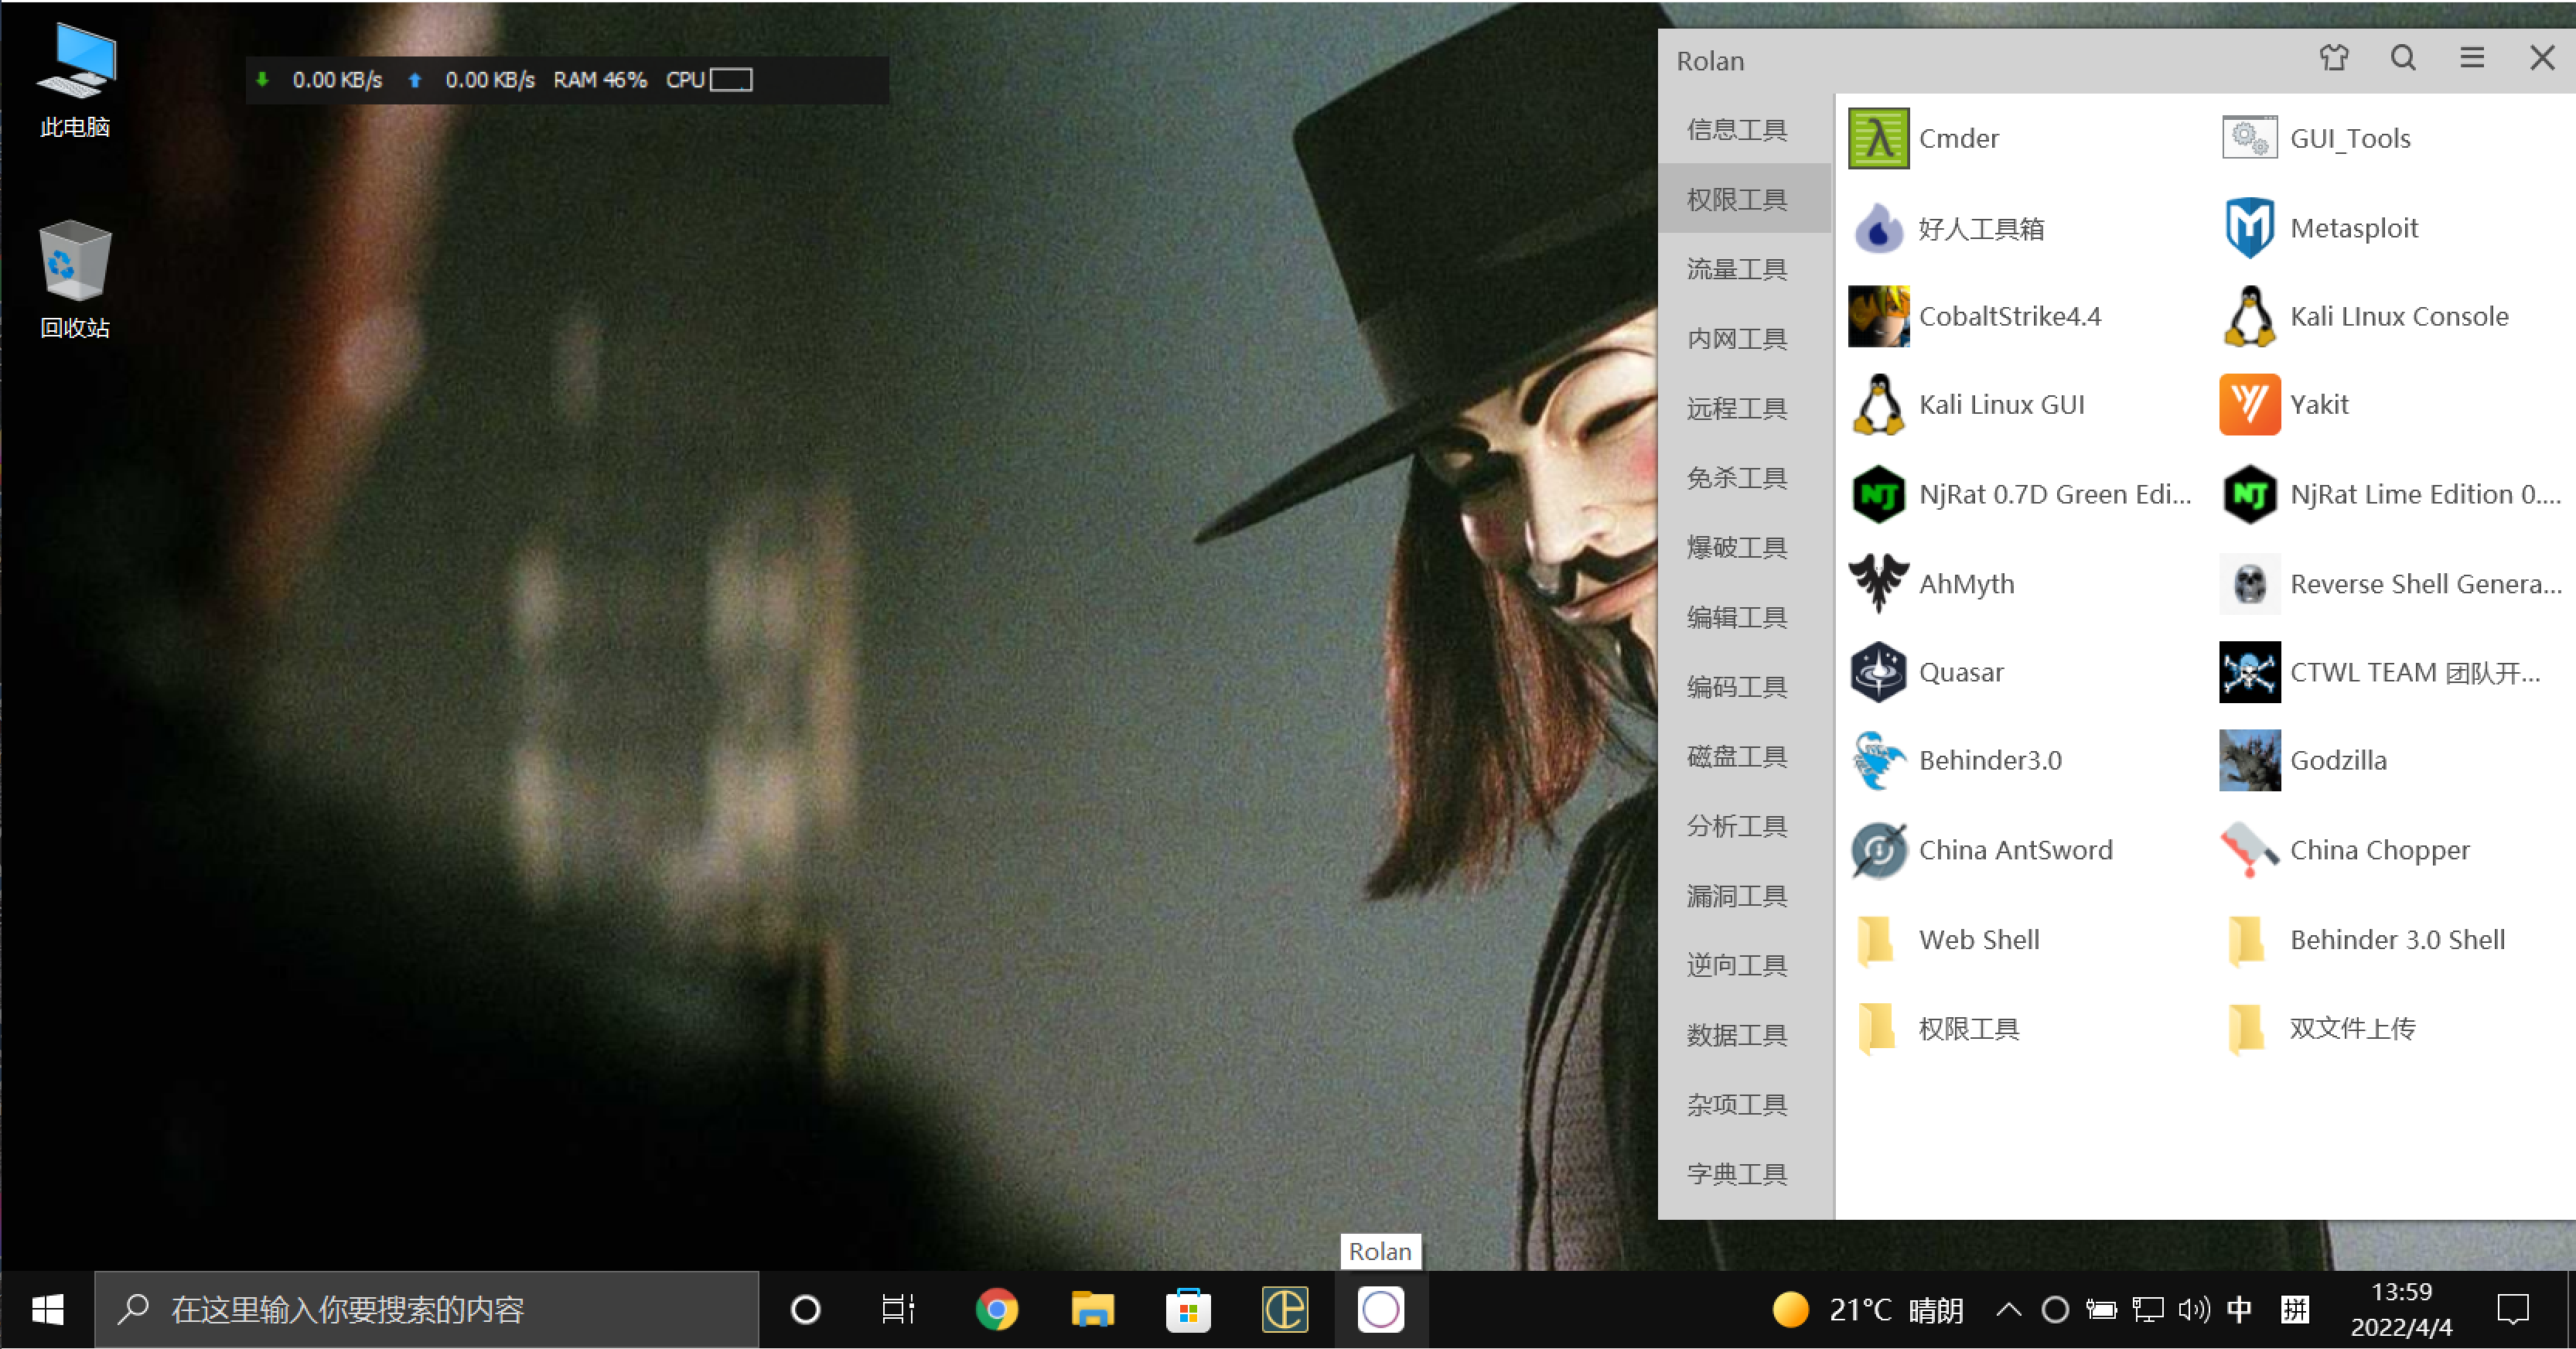 此电脑
回收站
0.00 KB/s 0.00 KB/s RAM 46% CPU
Rolan
信息工具
权限工具
流量工具
内网工具
远程工具
免杀工具
爆破工具
编辑工具
编码工具
磁盘工具
分析工具
漏洞工具
逆向工具
数据工具
杂项工具
字典工具
Cmder GUI_Tools
好人工具箱 Metasploit
CobaltStrike4.4 Kali LInux Console
Kali Linux GUI Yakit
NjRat 0.7D Green Edi... NjRat Lime Edition 0....
AhMyth Reverse Shell Genera...
Quasar CTWL TEAM 团队开...
Behinder3.0 Godzilla
China AntSword China Chopper
Web Shell Behinder 3.0 Shell
权限工具 双文件上传
Rolan
在这里输入你要搜索的内容
21°C 晴朗 中 拼
13:59
2022/4/4